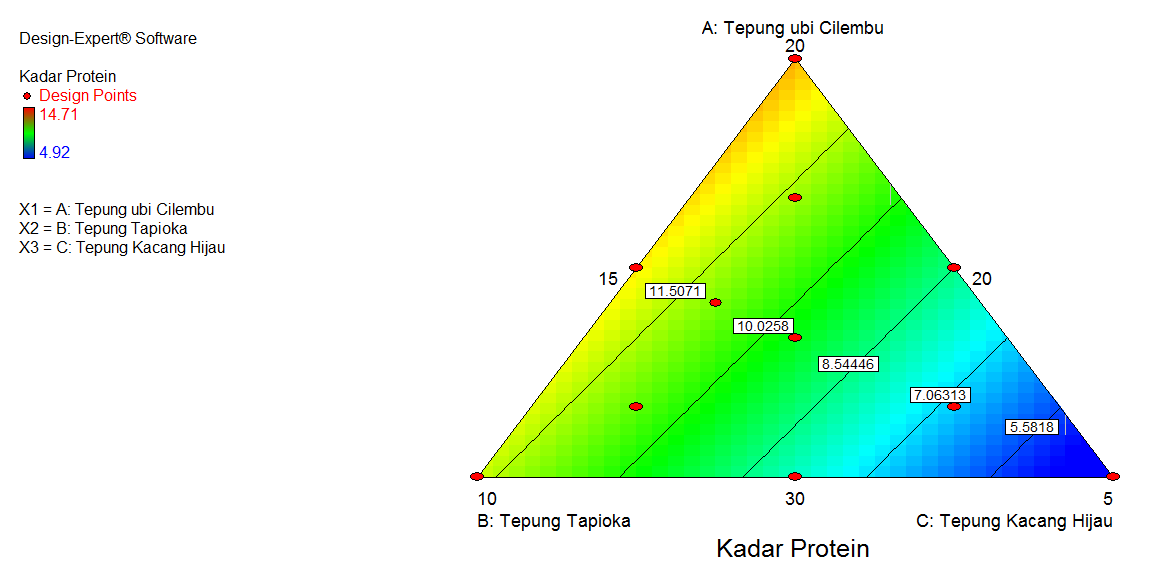 Design-Expert® Software
Kadar Protein
Design Points
14.71
4.92
X1 = A: Tepung ubi Cilembu
X2 = B: Tepung Tapioka
X3 = C: Tepung Kacang Hijau
A: Tepung ubi Cilembu
20
15
20
11.5071
10.0258
8.54446
7.06313
5.5818
10
30
5
B: Tepung Tapioka
C: Tepung Kacang Hijau
Kadar Protein